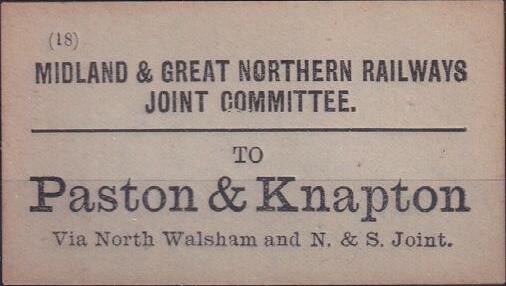 (18)
MIDLAND & GREAT NORTHERN RAILWAYS
JOINT COMMITTEE.
TO
Paston & Knapton
Via North Walsham and N. & S. Joint.